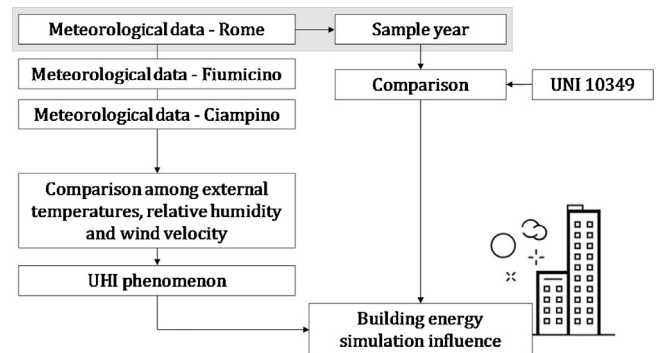 Meteorological data - Rome
Sample year
Meteorological data - Fiumicino
Comparison
UNI 10349
Meteorological data - Ciampino
Comparison among external
temperatures, relative humidity
and wind velocity
UHI phenomenon
Building energy
simulation influence